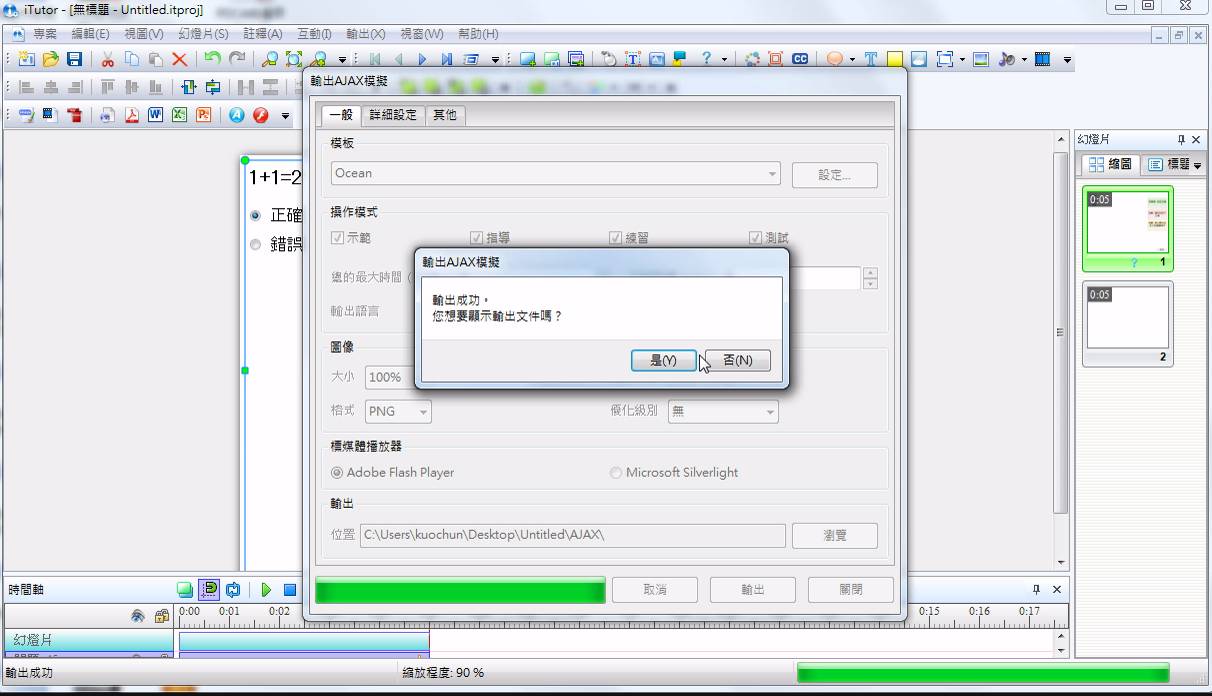 iTutor - [無標題 - Untitled.itproj]
專案 編輯(E) 視圖(V) 幻燈片(S) 註釋(A) 互動(I) 輸出(X) 視窗(W) 幫助(H)
CC
輸出AJAX模擬
一般 詳細設定 其他
模板
Ocean
設定...
操作模式
示範 指導 練習 測試
總的最大時間 (
輸出語言
圖像
大小 100%
格式 PNG 優化級別 無
標媒體播放器
Adobe Flash Player Microsoft Silverlight
輸出
位置 C:\Users\kuochun\Desktop\Untitled\AJAX\ 瀏覽
取消 輸出 關閉
輸出AJAX模擬
輸出成功。
您想要顯示輸出文件嗎？
是(Y) 否(N)
1+1=2
正確
錯誤
幻燈片
縮圖 標題
0:05
? 1
0:05
2
時間軸
0:00 0:01 0:02 0:15 0:16 0:17
幻燈片
輸出成功 縮放程度: 90 %